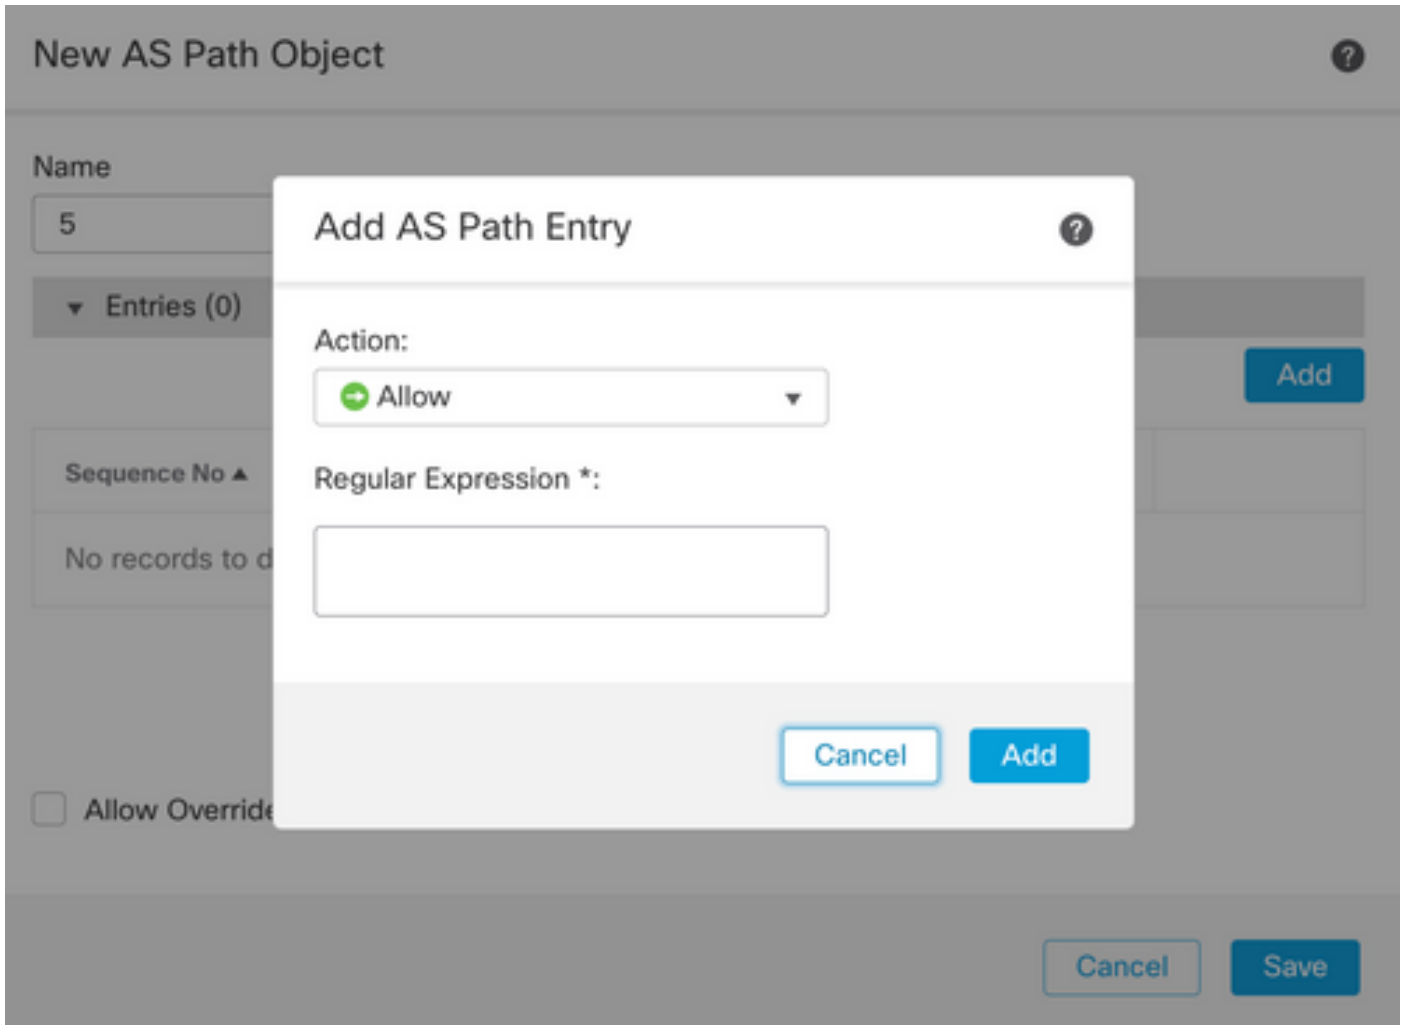 New AS Path Object
Name
5
Entries (0)
Add
Sequence No
No records to d
Allow Override
Cancel
Save
Add AS Path Entry
Action:
Allow
Regular Expression *:
Cancel
Add